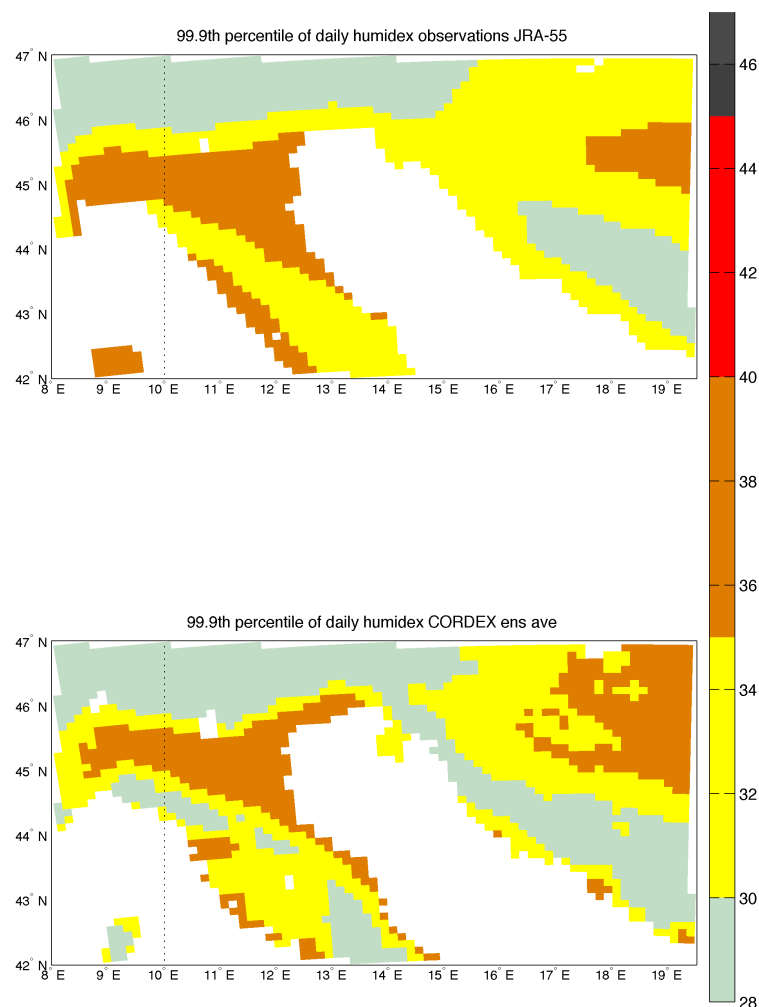 99.9th percentile of daily humidex observations JRA-55
47° N
46° N
45° N
44° N
43° N
42° N
8° E 9° E 10° E 11° E 12° E 13° E 14° E 15° E 16° E 17° E 18° E 19° E
99.9th percentile of daily humidex CORDEX ens ave
47° N
46° N
45° N
44° N
43° N
42° N
8° E 9° E 10° E 11° E 12° E 13° E 14° E 15° E 16° E 17° E 18° E 19° E
46
44
42
40
38
36
34
32
30
28